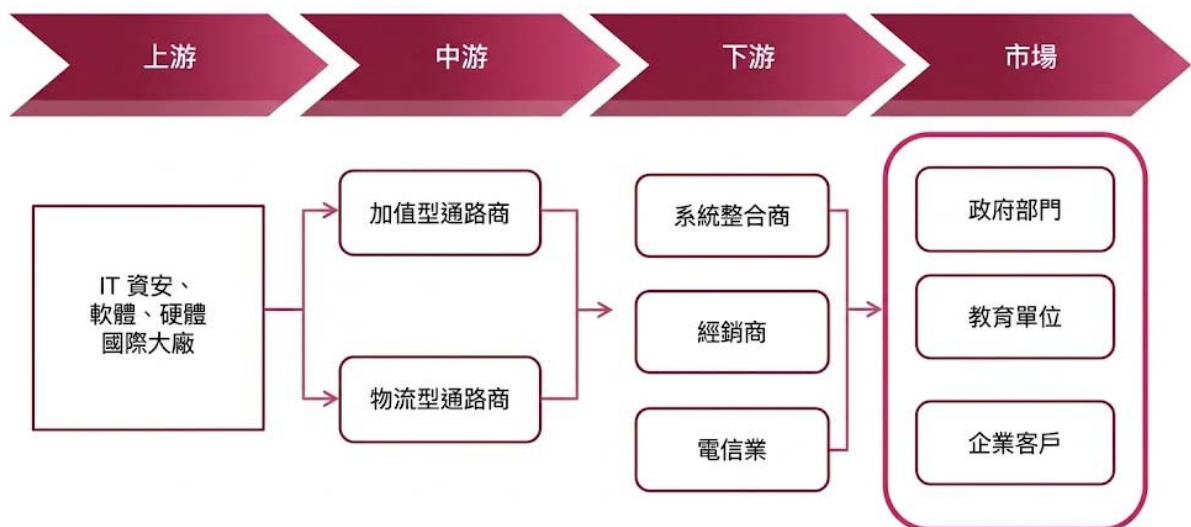 上游
中游
下游
市場
IT 資安、
軟體、硬體
國際大廠
加值型通路商
物流型通路商
系統整合商
經銷商
電信業
政府部門
教育單位
企業客戶